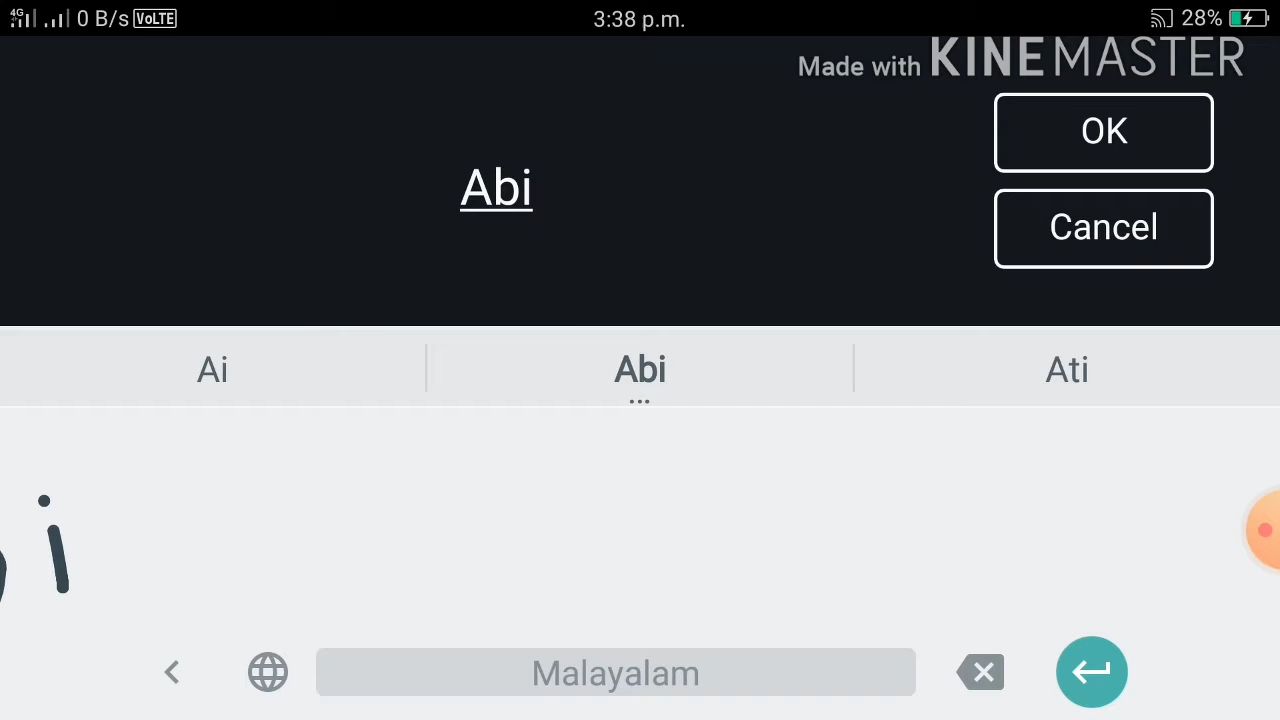 4G 0 B/s VoLTE 3:38 p.m. 28%
Made with KINEMASTER
OK
Abi
Cancel
Ai Abi Ati
i
Malayalam